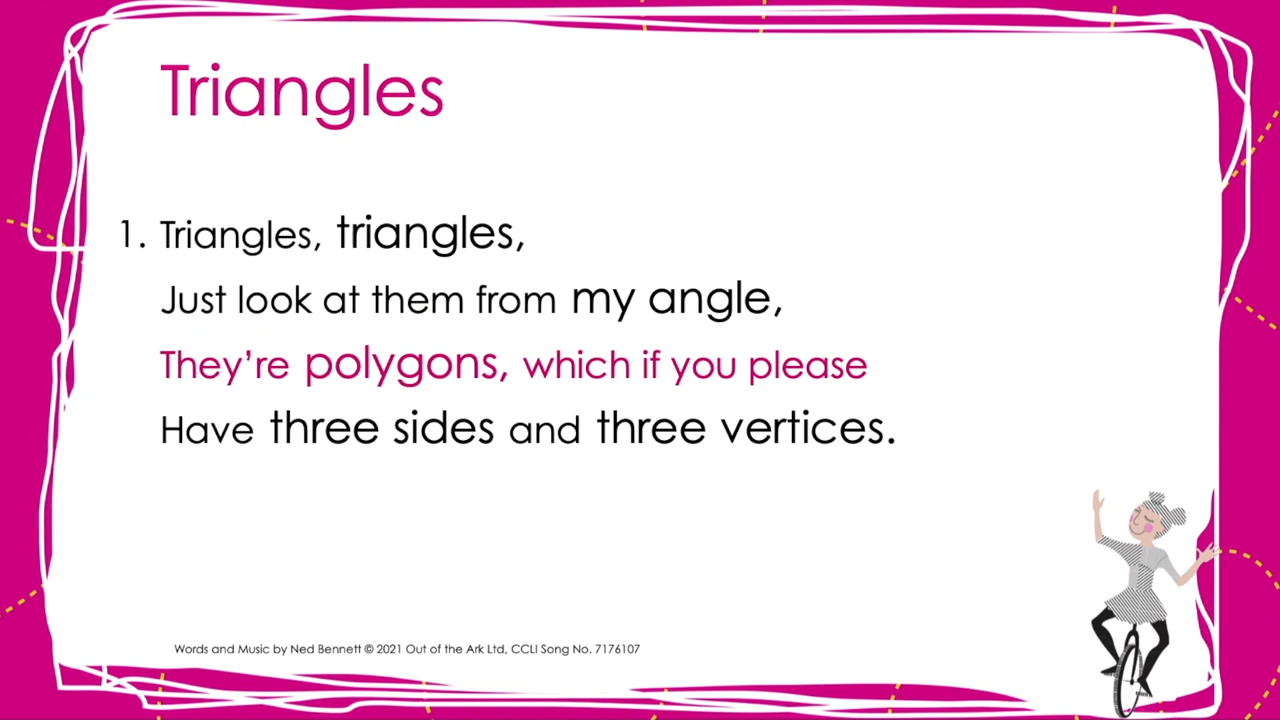 Triangles
1. Triangles, triangles,
Just look at them from my angle,
They’re polygons, which if you please
Have three sides and three vertices.
Words and Music by Ned Bennett © 2021 Out of the Ark Ltd, CCLI Song No. 7176107